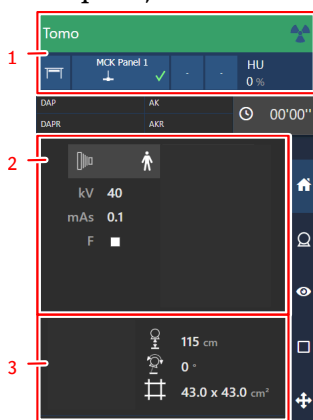 Tomo
1
MCK Panel 1
- -
HU
0 %
DAP AK
00'00''
DAPR AKR
2
kV 40
mAs 0.1
F
115 cm
3
0 °
43.0 x 43.0 cm²